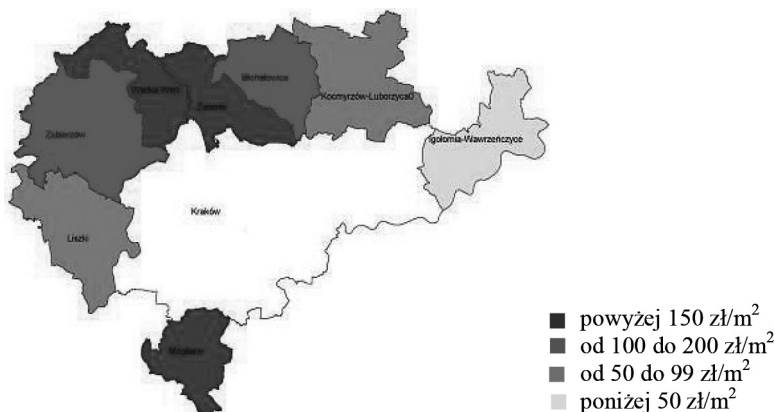 Michałowice
Wielka Wieś
Zielonki
Kocmyrzów-Luborzyca0
Zabierzów
Igołomia-Wawrzeńczyce
Kraków
Liszki
Mogilany
powyżej 150 zł/m²
od 100 do 200 zł/m²
od 50 do 99 zł/m²
poniżej 50 zł/m²